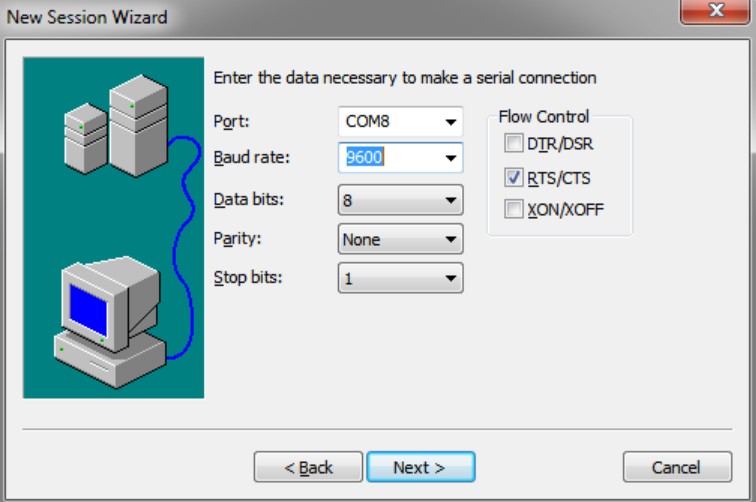 New Session Wizard
Enter the data necessary to make a serial connection
Port: COM8
Baud rate: 9600
Data bits: 8
Parity: None
Stop bits: 1
Flow Control
DTR/DSR
RTS/CTS
XON/XOFF
< Back Next > Cancel